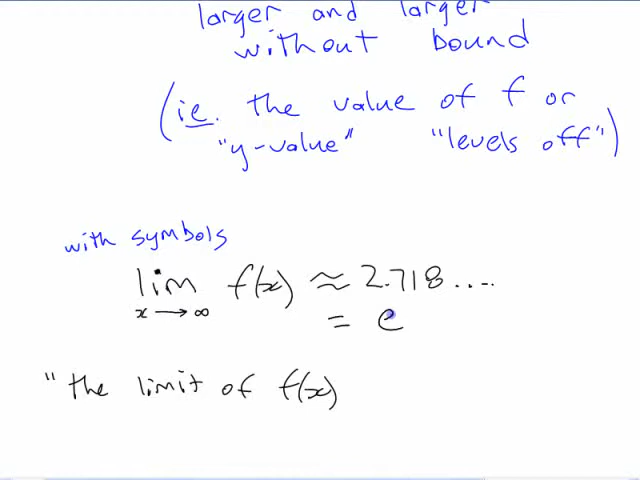 larger and larger
without bound
(ie. the value of f or
"y-value" "levels off")
with symbols
lim f(x) ≈ 2.718....
x → ∞
= e
"the limit of f(x)